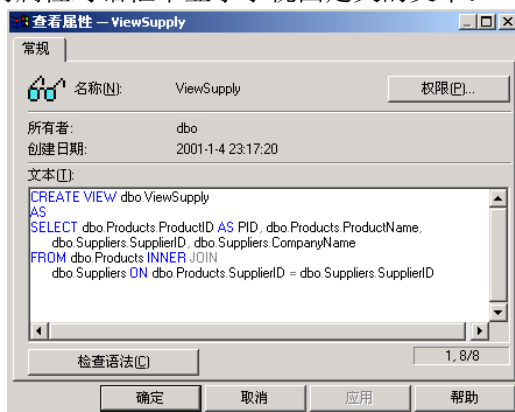 查看属性 — ViewSupply
常规
名称(N): ViewSupply 权限(P)...
所有者: dbo
创建日期: 2001-1-4 23:17:20
文本(T):
CREATE VIEW dbo.ViewSupply
AS
SELECT dbo.Products.ProductID AS PID, dbo.Products.ProductName,
dbo.Suppliers.SupplierID, dbo.Suppliers.CompanyName
FROM dbo.Products INNER JOIN
dbo.Suppliers ON dbo.Products.SupplierID = dbo.Suppliers.SupplierID
检查语法(C) 1, 8/8
确定 取消 应用 帮助